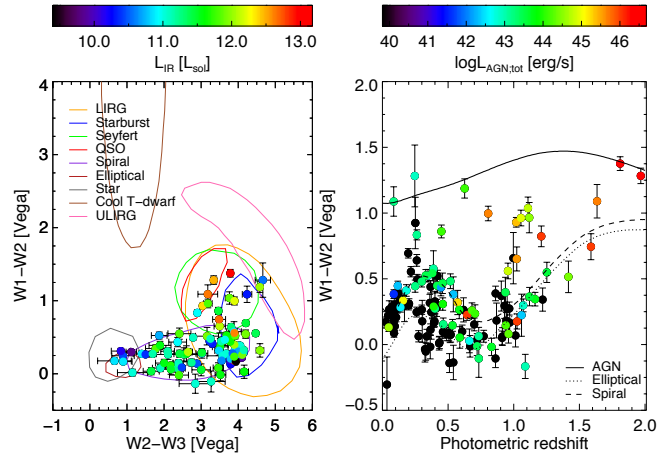 10.0 11.0 12.0 13.0
L_IR [L_sol]
40 41 42 43 44 45 46
logL_AGN;tot [erg/s]
4
3
2
1
0
W1−W2 [Vega]
LIRG
Starburst
Seyfert
QSO
Spiral
Elliptical
Star
Cool T−dwarf
ULIRG
−1 0 1 2 3 4 5 6
W2−W3 [Vega]
2.0
1.5
1.0
0.5
0.0
−0.5
W1−W2 [Vega]
AGN
Elliptical
Spiral
0.0 0.5 1.0 1.5 2.0
Photometric redshift